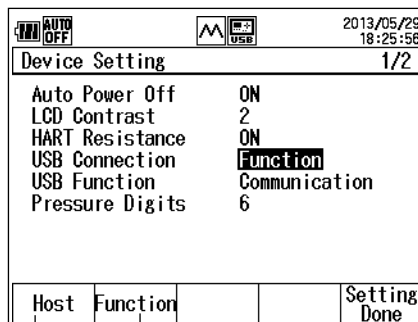 AUTO OFF USB 2013/05/29
18:25:56
Device Setting 1/2
Auto Power Off ON
LCD Contrast 2
HART Resistance ON
USB Connection Function
USB Function Communication
Pressure Digits 6
Host Function Setting Done